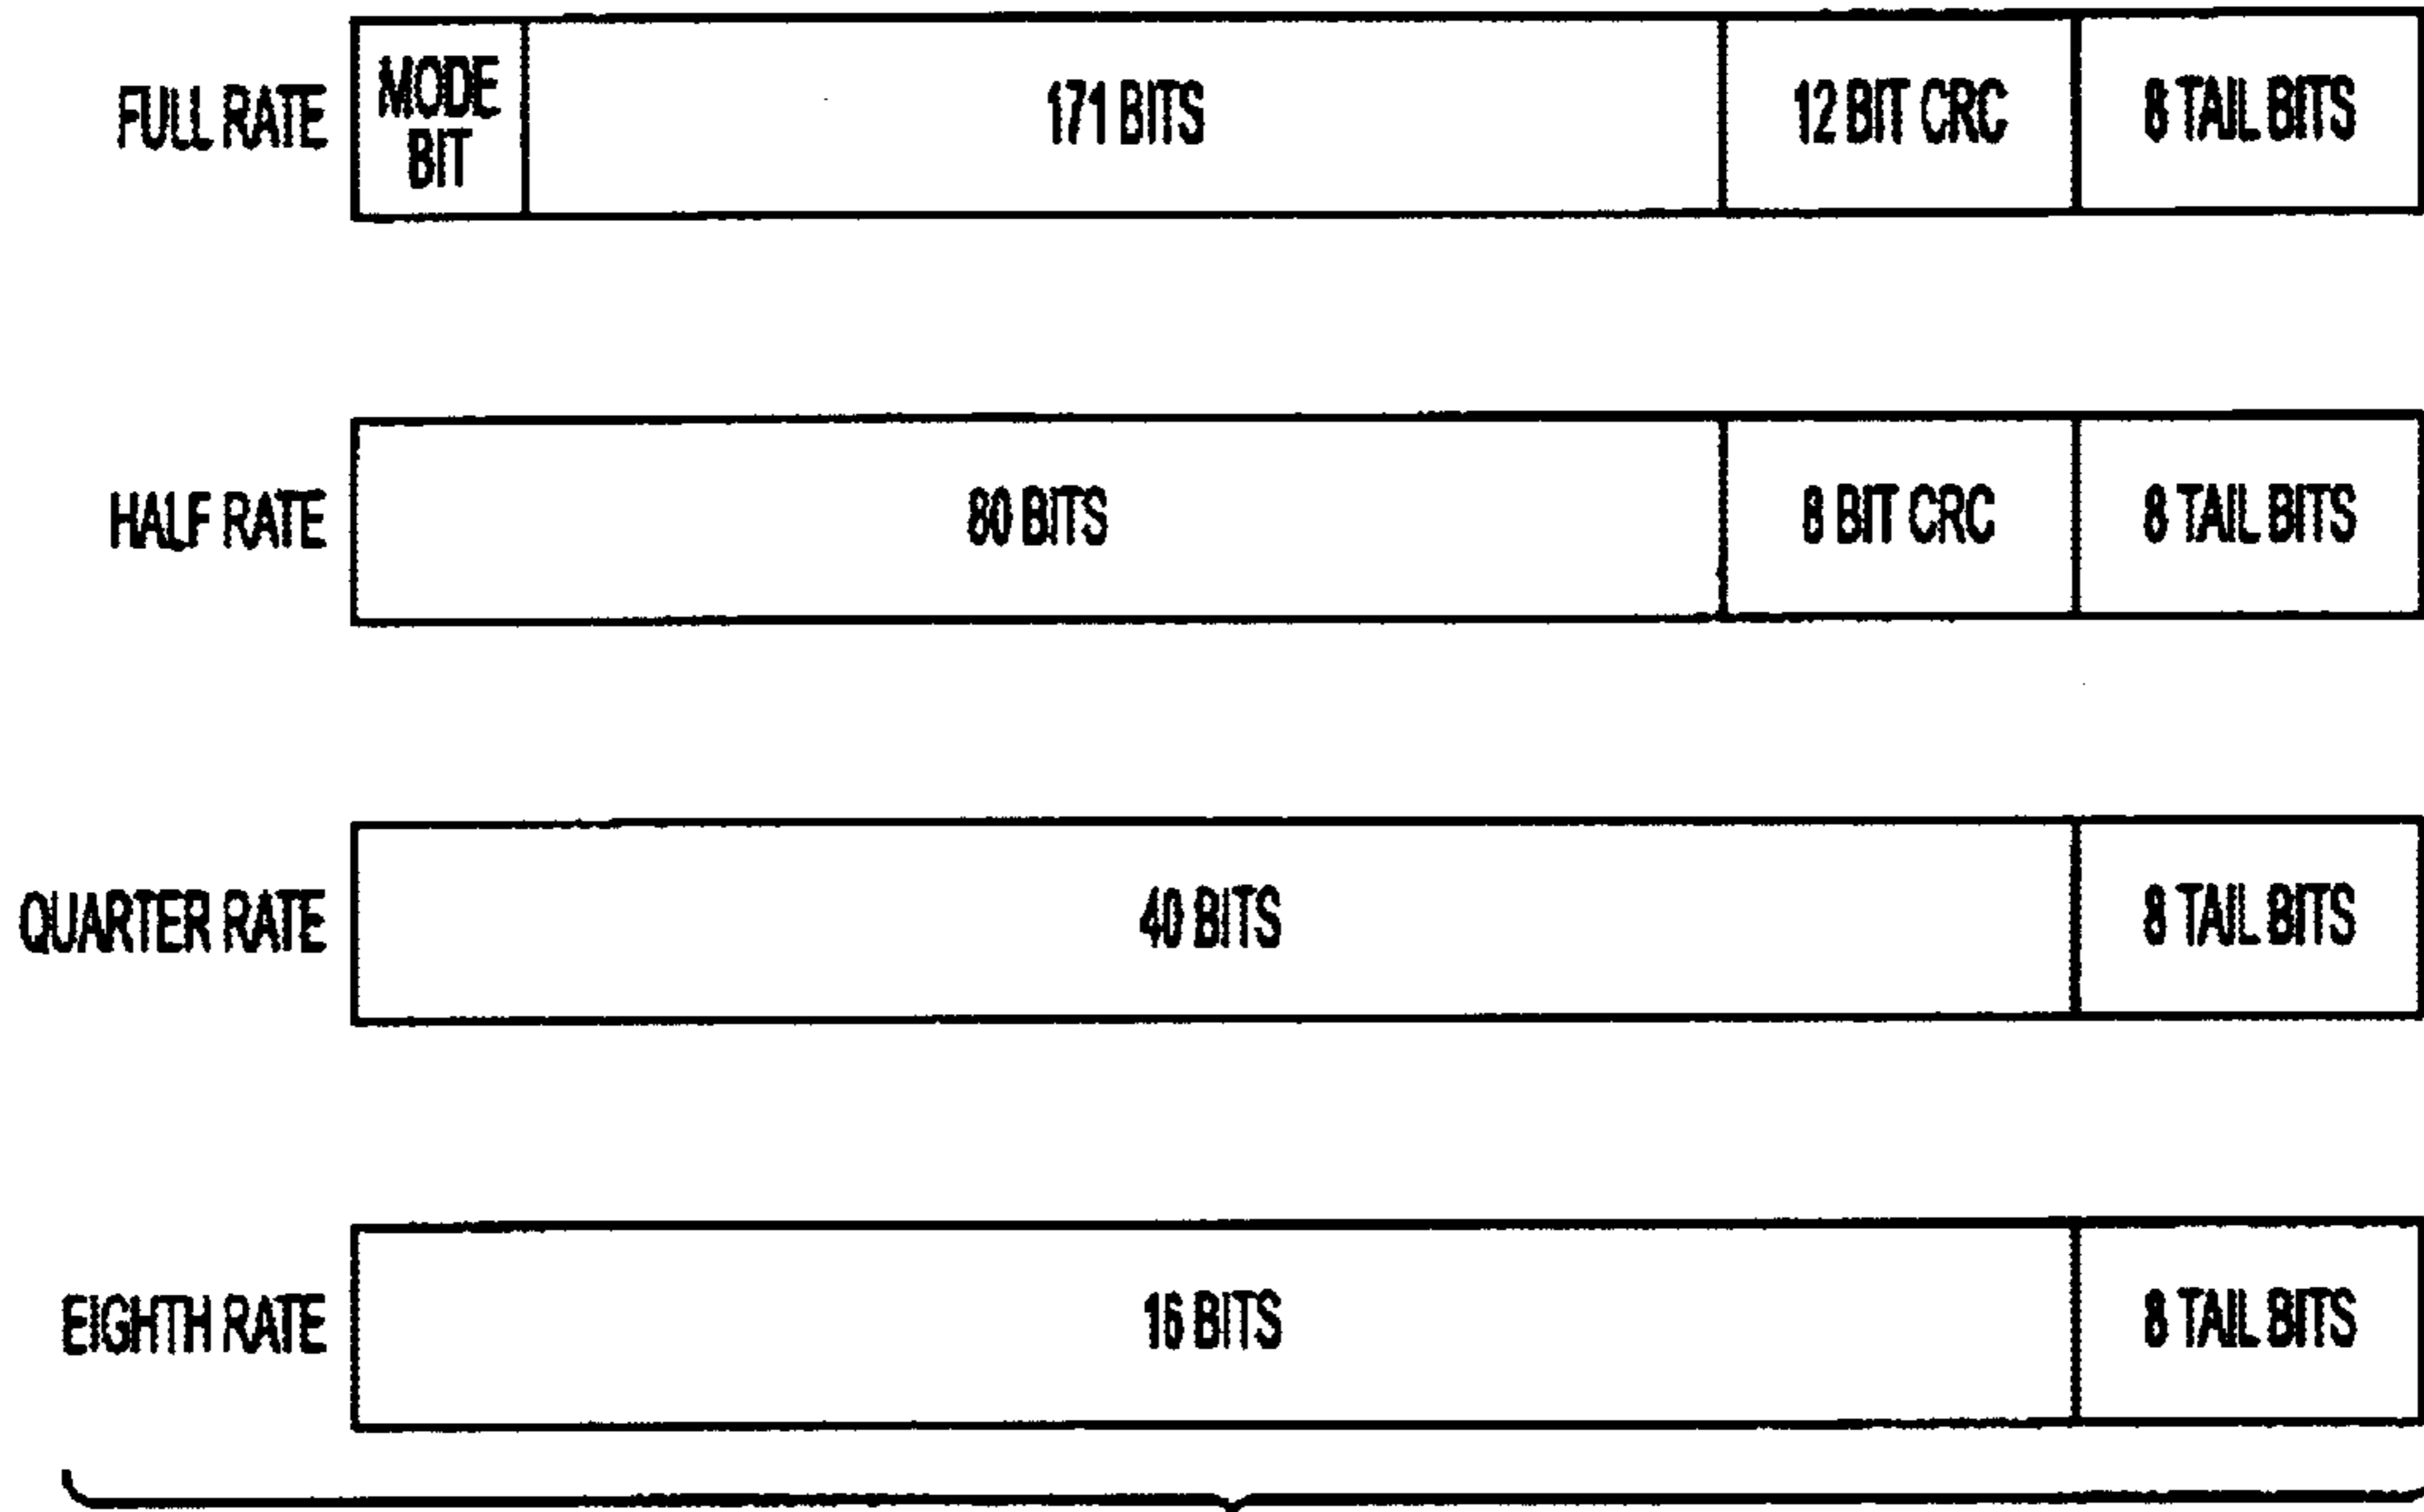 FULL RATE MODE BIT 171 BITS 12 BIT CRC 8 TAIL BITS
HALF RATE 80 BITS 8 BIT CRC 8 TAIL BITS
QUARTER RATE 40 BITS 8 TAIL BITS
EIGHTH RATE 16 BITS 8 TAIL BITS